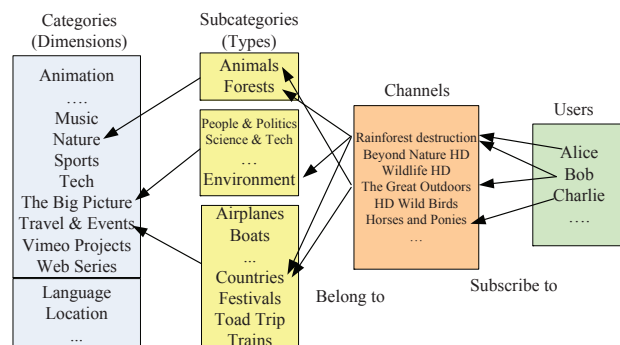 Categories
(Dimensions)
Animation
....
Music
Nature
Sports
Tech
The Big Picture
Travel & Events
Vimeo Projects
Web Series
Language
Location
...
Subcategories
(Types)
Animals
Forests
People & Politics
Science & Tech
...
Environment
Airplanes
Boats
...
Countries
Festivals
Toad Trip
Trains
Belong to
Channels
Rainforest destruction
Beyond Nature HD
Wildlife HD
The Great Outdoors
HD Wild Birds
Horses and Ponies
...
Subscribe to
Users
Alice
Bob
Charlie
....